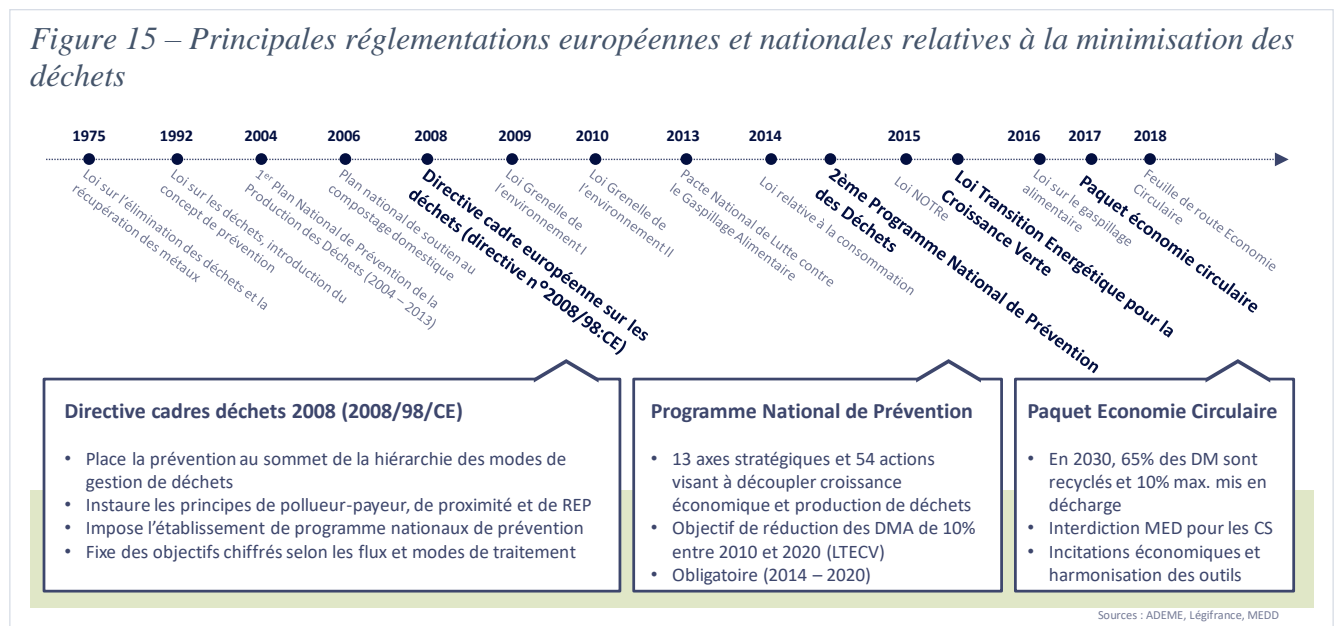 Figure 15 – Principales réglementations européennes et nationales relatives à la minimisation des
déchets
1975
1992
2004
2006
2008
2009
2010
2013
2014
2015
2016
2017
2018
Loi sur l'élimination des déchets et la
récupération des métaux
Loi sur les déchets, introduction du
concept de prévention
1er Plan National de Prévention de la
Production des Déchets (2004 – 2013)
Plan national de soutien au
compostage domestique
Directive cadre européenne sur les
déchets (directive n°2008/98:CE)
Loi Grenelle de
l'environnement I
Loi Grenelle de
l'environnement II
Pacte National de Lutte contre
le Gaspillage Alimentaire
Loi relative à la consommation
2ème Programme National de Prévention
des Déchets
Loi NOTRe
Loi Transition Energétique pour la
Croissance Verte
Loi sur le gaspillage
alimentaire
Paquet économie circulaire
Feuille de route Economie
Circulaire
Directive cadres déchets 2008 (2008/98/CE)
• Place la prévention au sommet de la hiérarchie des modes de
gestion de déchets
• Instaure les principes de pollueur-payeur, de proximité et de REP
• Impose l'établissement de programme nationaux de prévention
• Fixe des objectifs chiffrés selon les flux et modes de traitement
Programme National de Prévention
• 13 axes stratégiques et 54 actions
visant à découpler croissance
économique et production de déchets
• Objectif de réduction des DMA de 10%
entre 2010 et 2020 (LTECV)
• Obligatoire (2014 – 2020)
Paquet Economie Circulaire
• En 2030, 65% des DM sont
recyclés et 10% max. mis en
décharge
• Interdiction MED pour les CS
• Incitations économiques et
harmonisation des outils
Sources : ADEME, Légifrance, MEDD